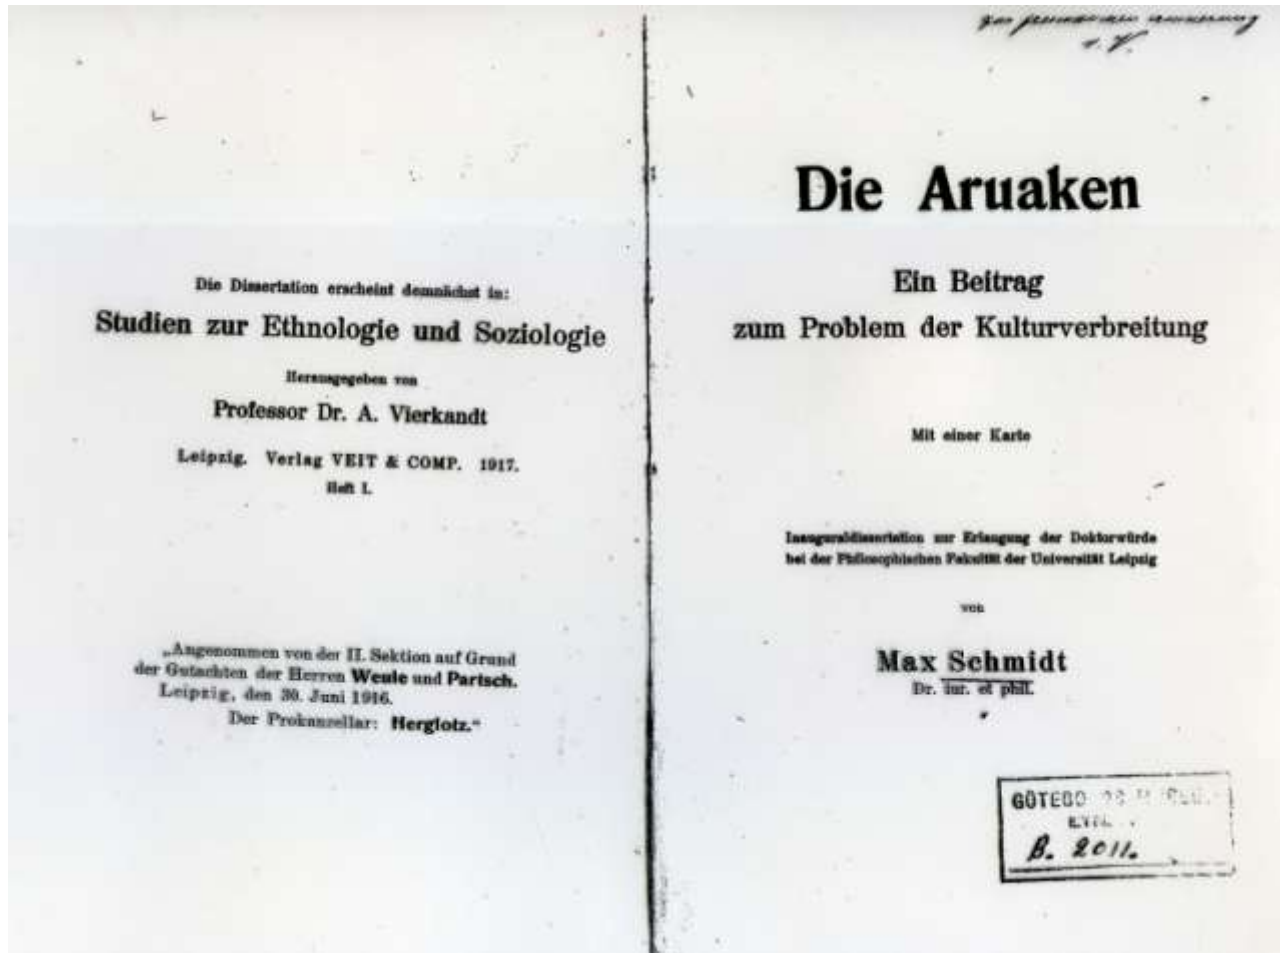 Die Dissertation erscheint demnächst in:
Studien zur Ethnologie und Soziologie
Herausgegeben von
Professor Dr. A. Vierkandt
Leipzig. Verlag VEIT & COMP. 1917.
Heft I.
„Angenommen von der II. Sektion auf Grund
der Gutachten der Herren Weule und Partsch.
Leipzig, den 30. Juni 1916.
Der Prokanzellar: Herglotz.“
Die Aruaken
Ein Beitrag
zum Problem der Kulturverbreitung
Mit einer Karte
Inauguraldissertation zur Erlangung der Doktorwürde
bei der Philosophischen Fakultät der Universität Leipzig
von
Max Schmidt
Dr. iur. et phil.
B. 2011.